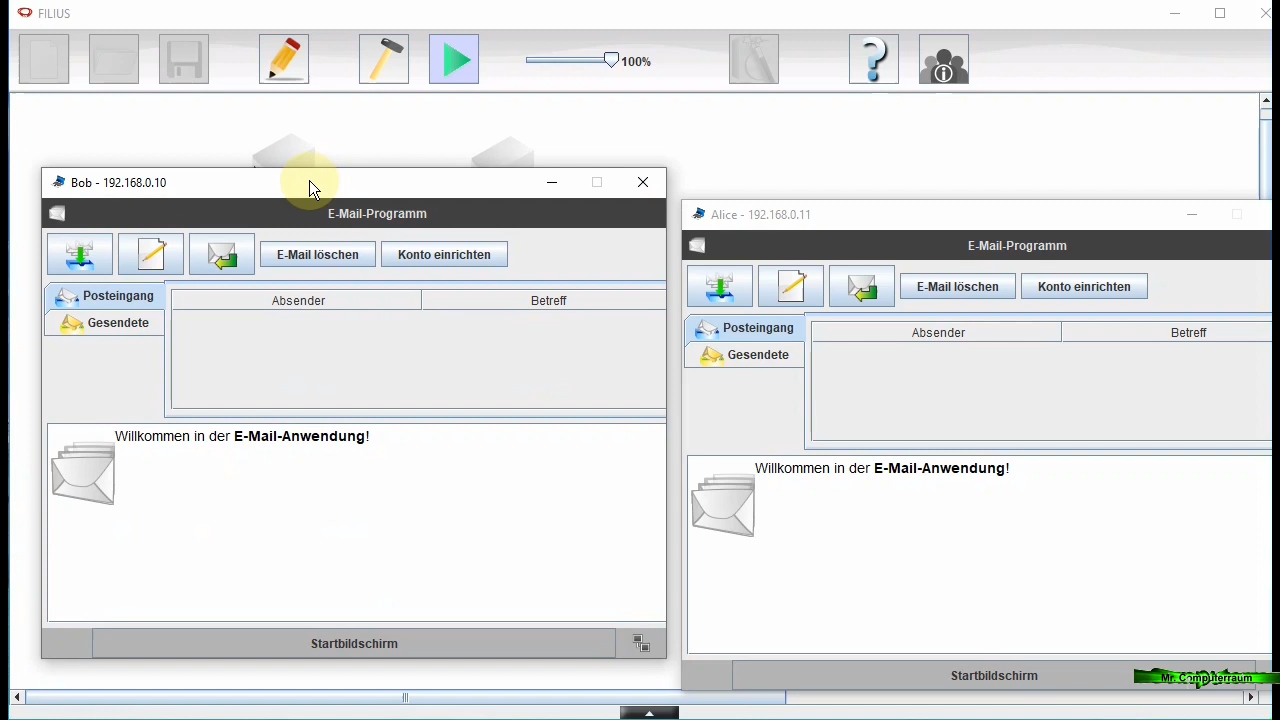 FILIUS
100%
Bob - 192.168.0.10
E-Mail-Programm
E-Mail löschen
Konto einrichten
Posteingang
Gesendete
Absender
Betreff
Willkommen in der E-Mail-Anwendung!
Startbildschirm
Alice - 192.168.0.11
E-Mail-Programm
E-Mail löschen
Konto einrichten
Posteingang
Gesendete
Absender
Betreff
Willkommen in der E-Mail-Anwendung!
Startbildschirm
Mr. Computerraum